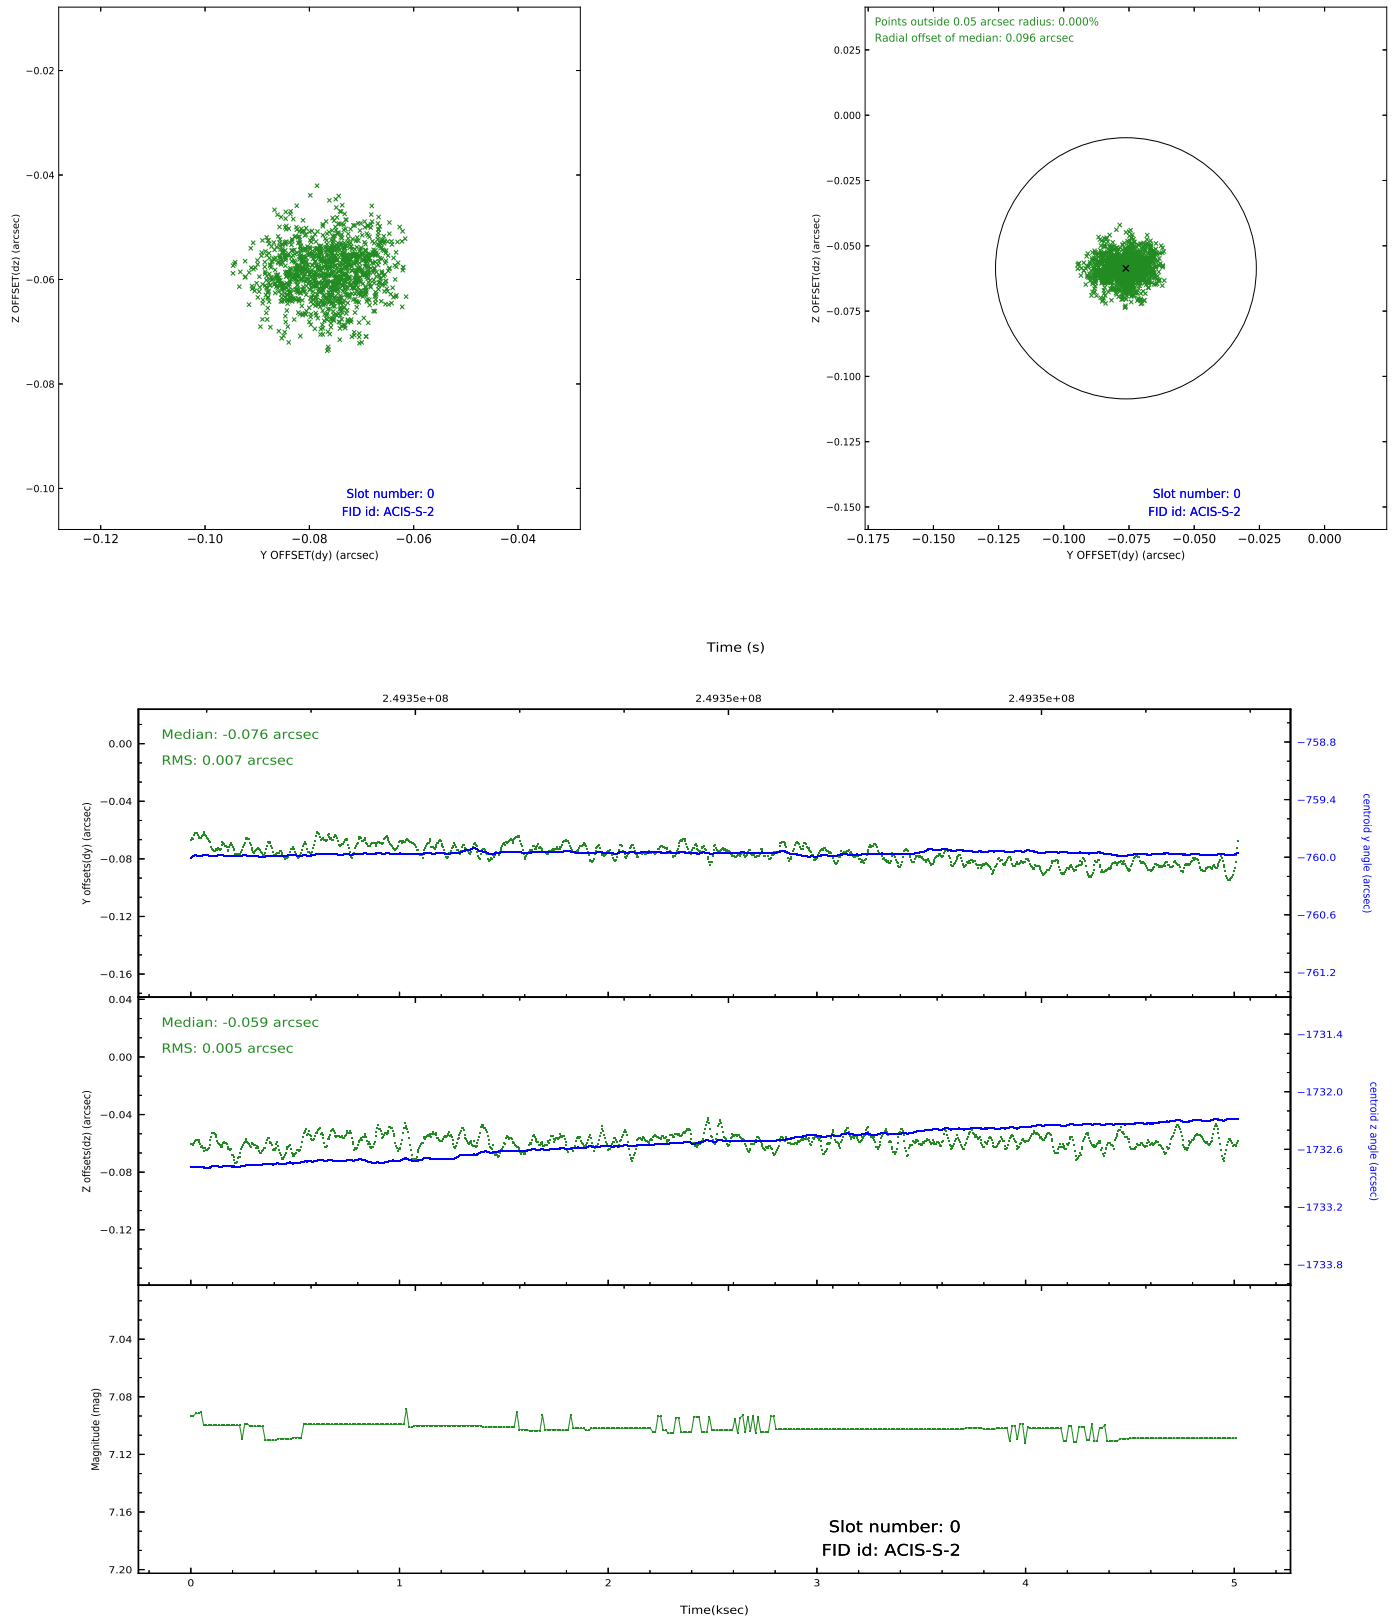 −0.02
−0.04
−0.06
−0.08
−0.10
Z OFFSET(dz) (arcsec)
Slot number: 0
FID id: ACIS-S-2
−0.12 −0.10 −0.08 −0.06 −0.04
Y OFFSET(dy) (arcsec)
Points outside 0.05 arcsec radius: 0.000%
Radial offset of median: 0.096 arcsec
0.025
0.000
−0.025
−0.050
−0.075
−0.100
−0.125
−0.150
Z OFFSET(dz) (arcsec)
Slot number: 0
FID id: ACIS-S-2
−0.175 −0.150 −0.125 −0.100 −0.075 −0.050 −0.025 0.000
Y OFFSET(dy) (arcsec)
Time (s)
2.4935e+08 2.4935e+08 2.4935e+08
Median: -0.076 arcsec
RMS: 0.007 arcsec
0.00
−0.04
−0.08
−0.12
−0.16
Y offsets(dy) (arcsec)
−758.8
−759.4
−760.0
−760.6
−761.2
centroid y angle (arcsec)
Median: -0.059 arcsec
RMS: 0.005 arcsec
0.04
0.00
−0.04
−0.08
−0.12
Z offsets(dz) (arcsec)
−1731.4
−1732.0
−1732.6
−1733.2
−1733.8
centroid z angle (arcsec)
7.04
7.08
7.12
7.16
7.20
Magnitude (mag)
Slot number: 0
FID id: ACIS-S-2
0 1 2 3 4 5
Time(ksec)